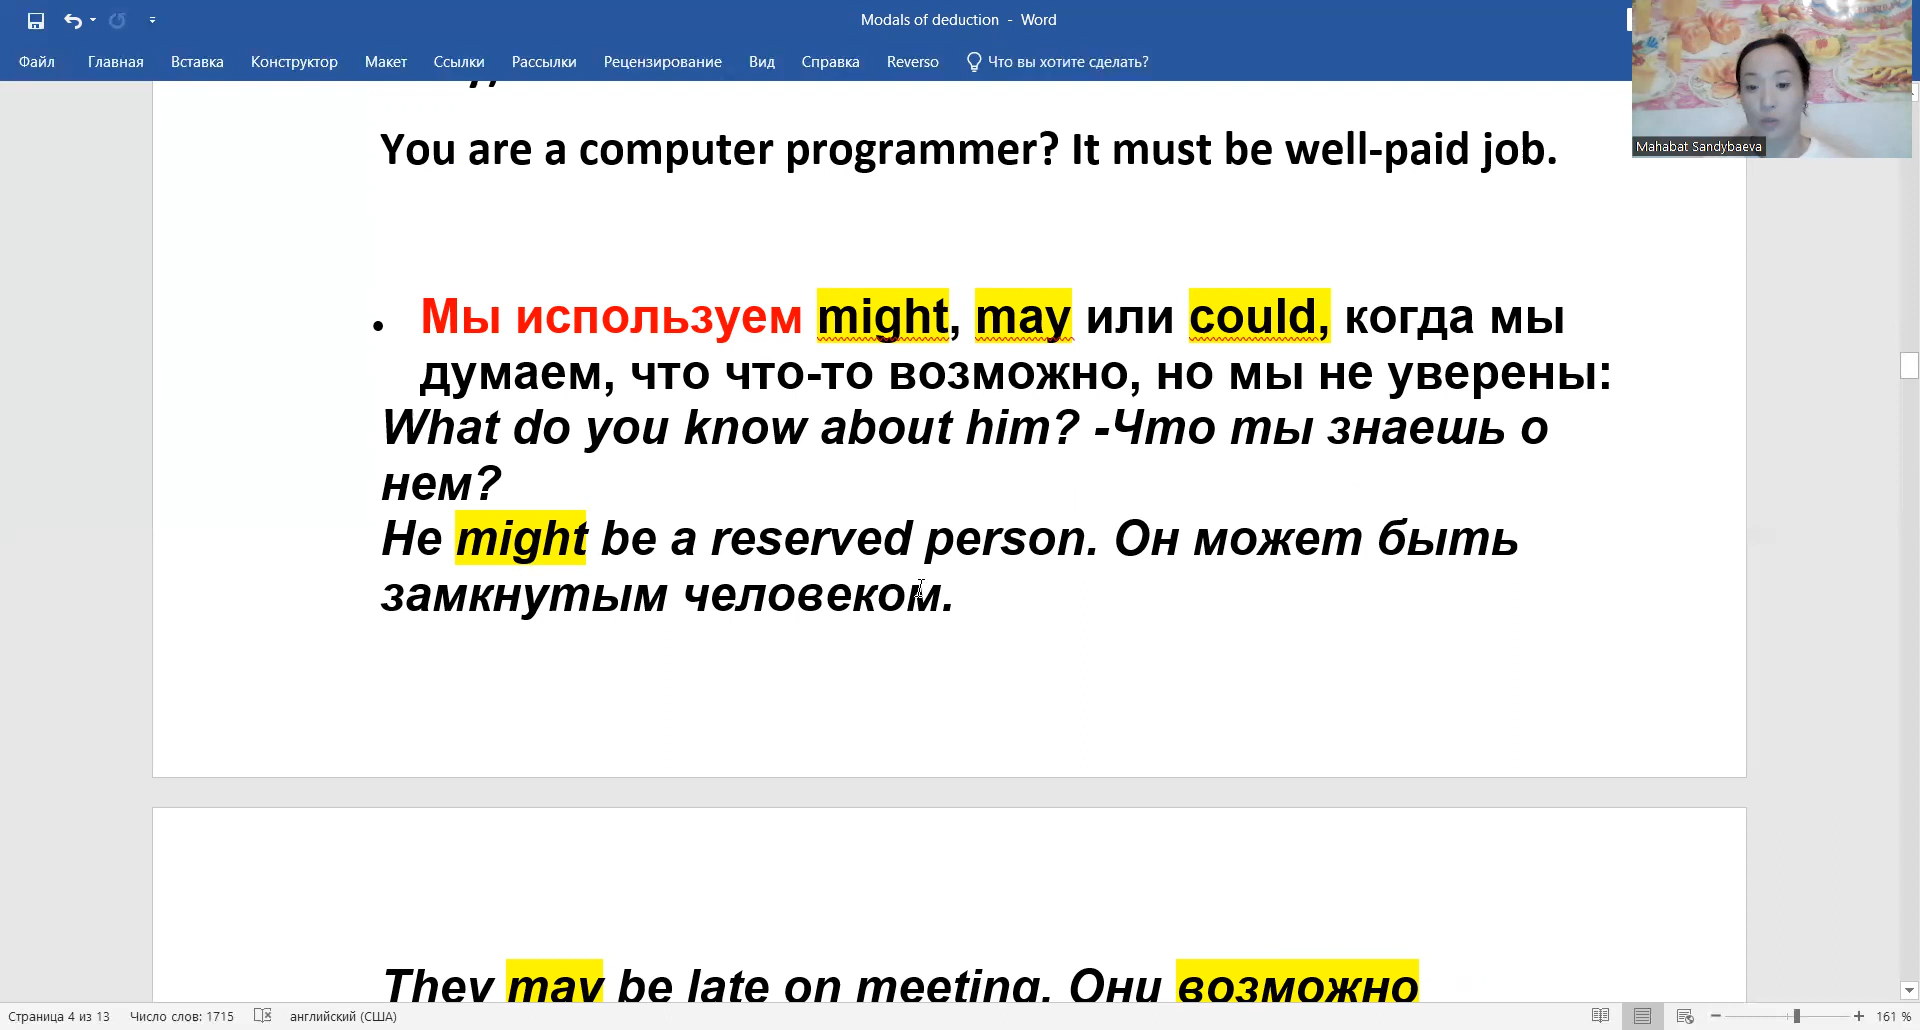 Modals of deduction - Word
Файл Главная Вставка Конструктор Макет Ссылки Рассылки Рецензирование Вид Справка Reverso Что вы хотите сделать?
Mahabat Sandybaeva
You are a computer programmer? It must be well-paid job.
• Мы используем might, may или could, когда мы
думаем, что что-то возможно, но мы не уверены:
What do you know about him? -Что ты знаешь о
нем?
He might be a reserved person. Он может быть
замкнутым человеком.
They may be late on meeting. Они возможно
Страница 4 из 13 Число слов: 1715 английский (США) 161 %